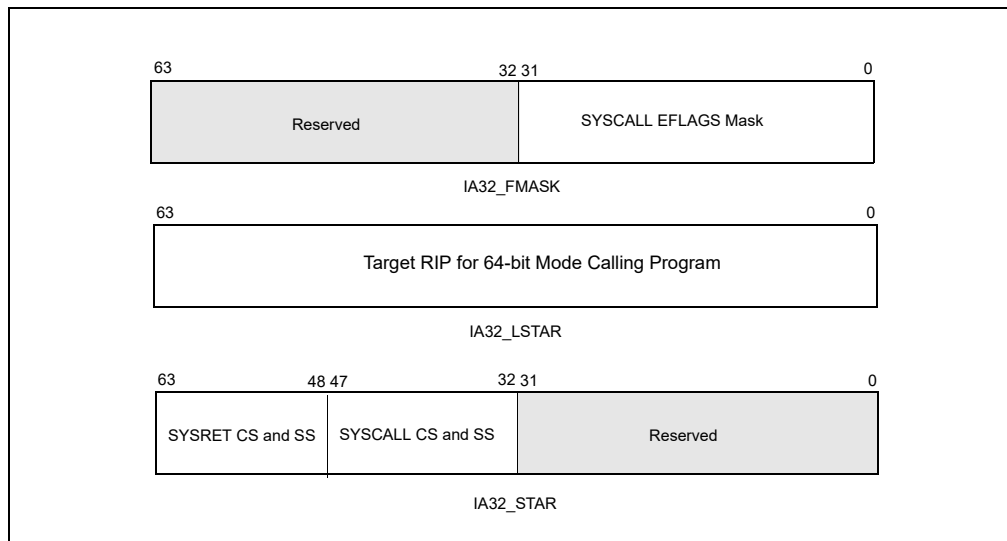 63 32 31 0
Reserved SYSCALL EFLAGS Mask
IA32_FMASK
63 0
Target RIP for 64-bit Mode Calling Program
IA32_LSTAR
63 48 47 32 31 0
SYSRET CS and SS SYSCALL CS and SS Reserved
IA32_STAR